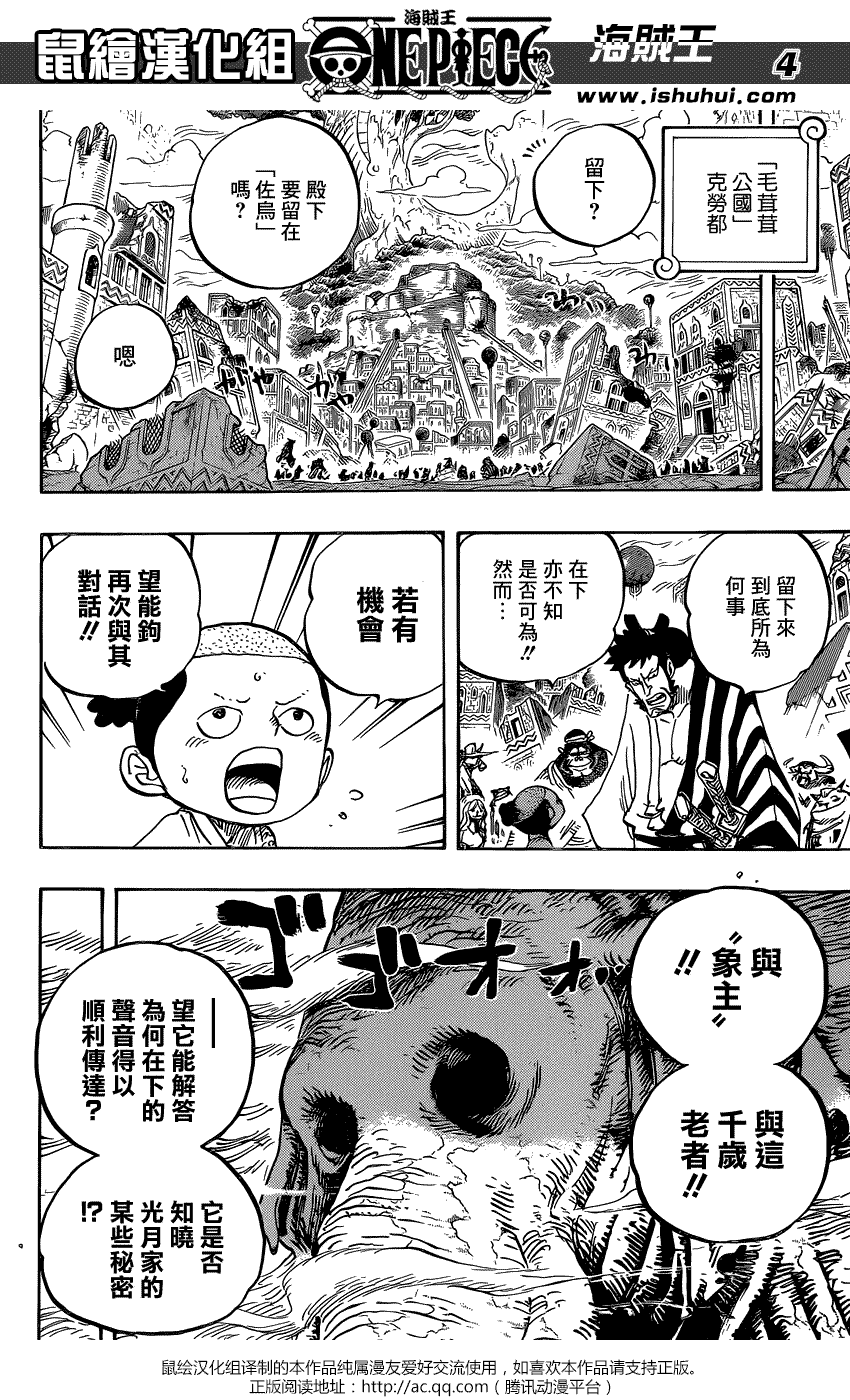 鼠繪漢化組
海賊王
ONE PIECE
海賊王
4
www.ishuhui.com
「毛茸茸
公國」
克勞都
留下?
殿下
要留在
「佐烏」
嗎?
嗯
ガヤ
ガヤ
留下來
到底所為
何事
在下
亦不知
是否可為!!
然而…
若有
機會
望能夠
再次與其
對話!!
與
〝象主〟
!!
與這
千歲
老者!!
ゴオオ
——望它能解答
為何在下的
聲音得以
順利傳達?
它是否
知曉
光月家的
某些秘密
!?
鼠绘汉化组译制的本作品纯属漫友爱好交流使用，如喜欢本作品请支持正版。
正版阅读地址：http://ac.qq.com（腾讯动漫平台）